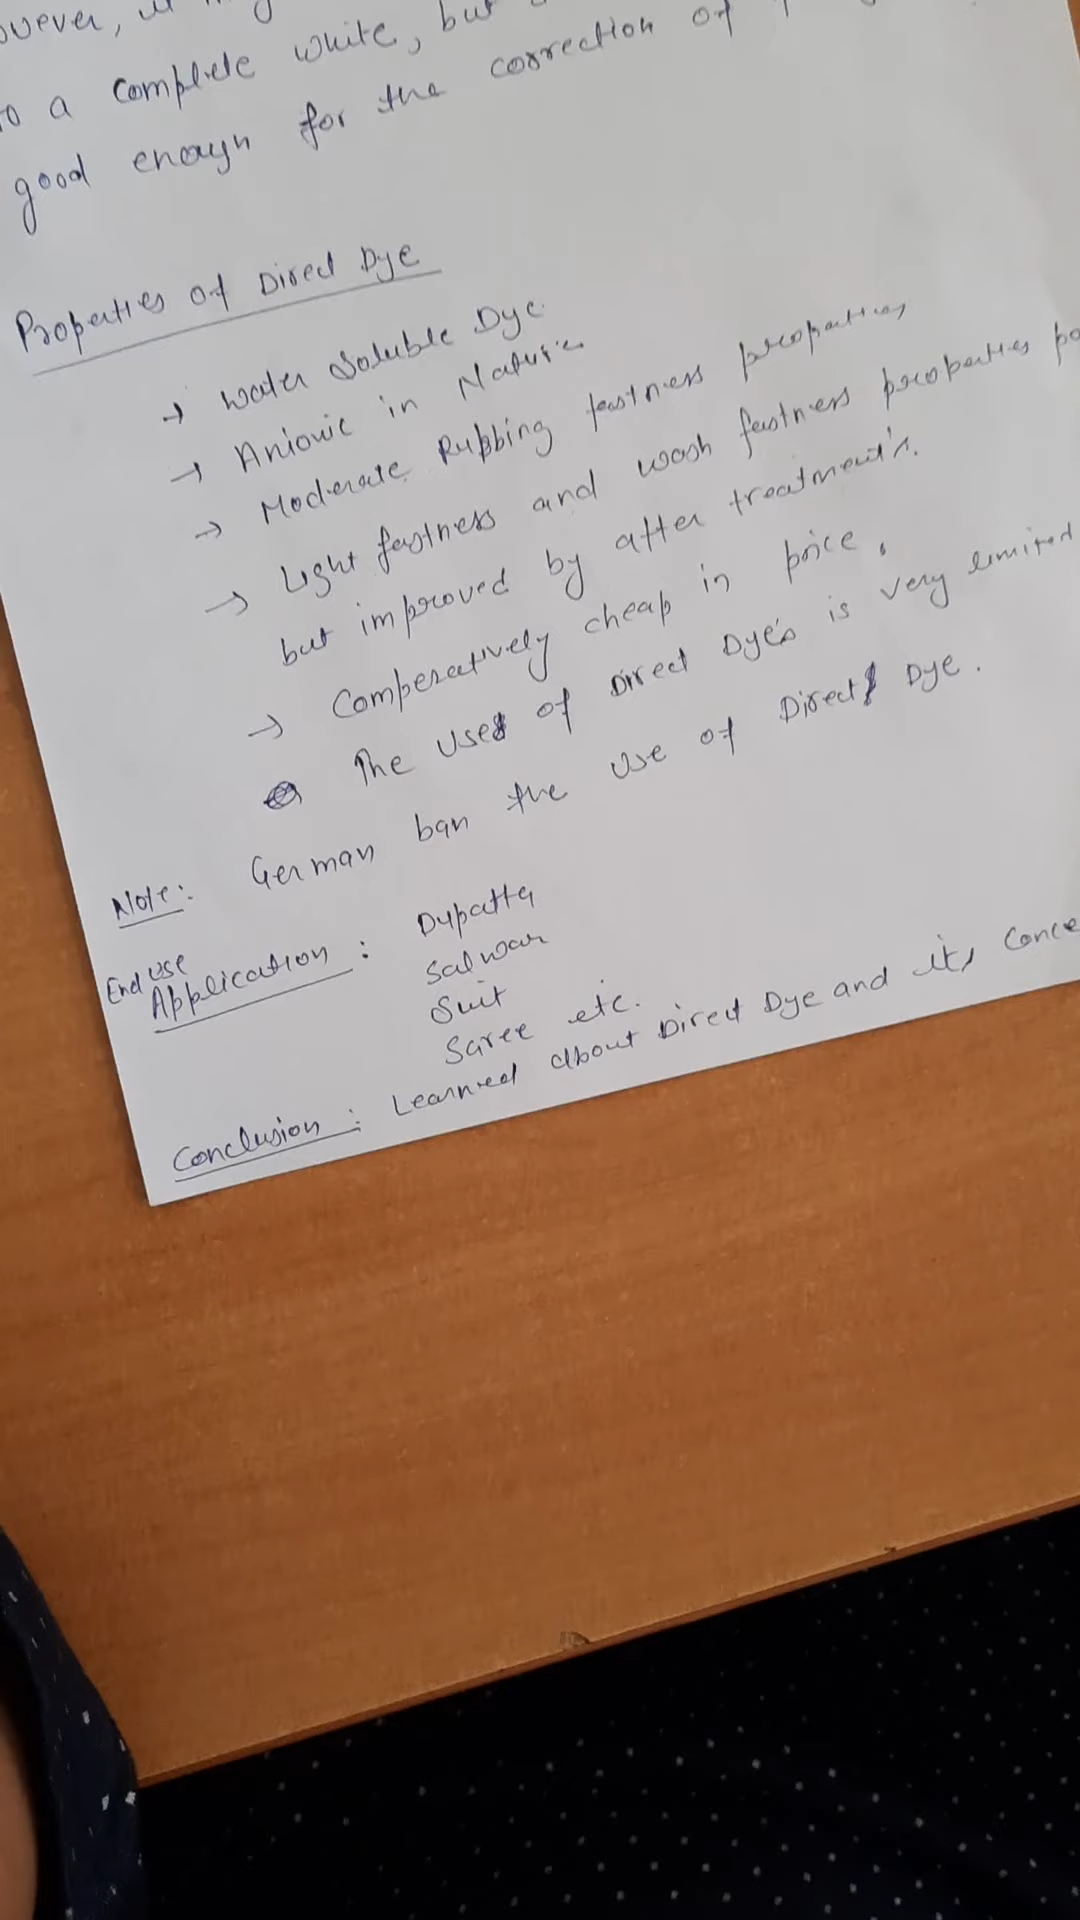 to a complete white, but
good enough for the correction of
Properties of Direct Dye
→ Water Soluble Dye
→ Anionic in Nature
→ Moderate Rubbing fastness properties
→ Light fastness and wash fastness properties
but improved by after treatment's.
→ Comperatively cheap in price.
The Uses of Direct Dye's is very limited
Note: German ban the use of Direct Dye.
End Use
Application : Dupatta
Salwar
Suit
Saree etc.
Conclusion : Learned about Direct Dye and its